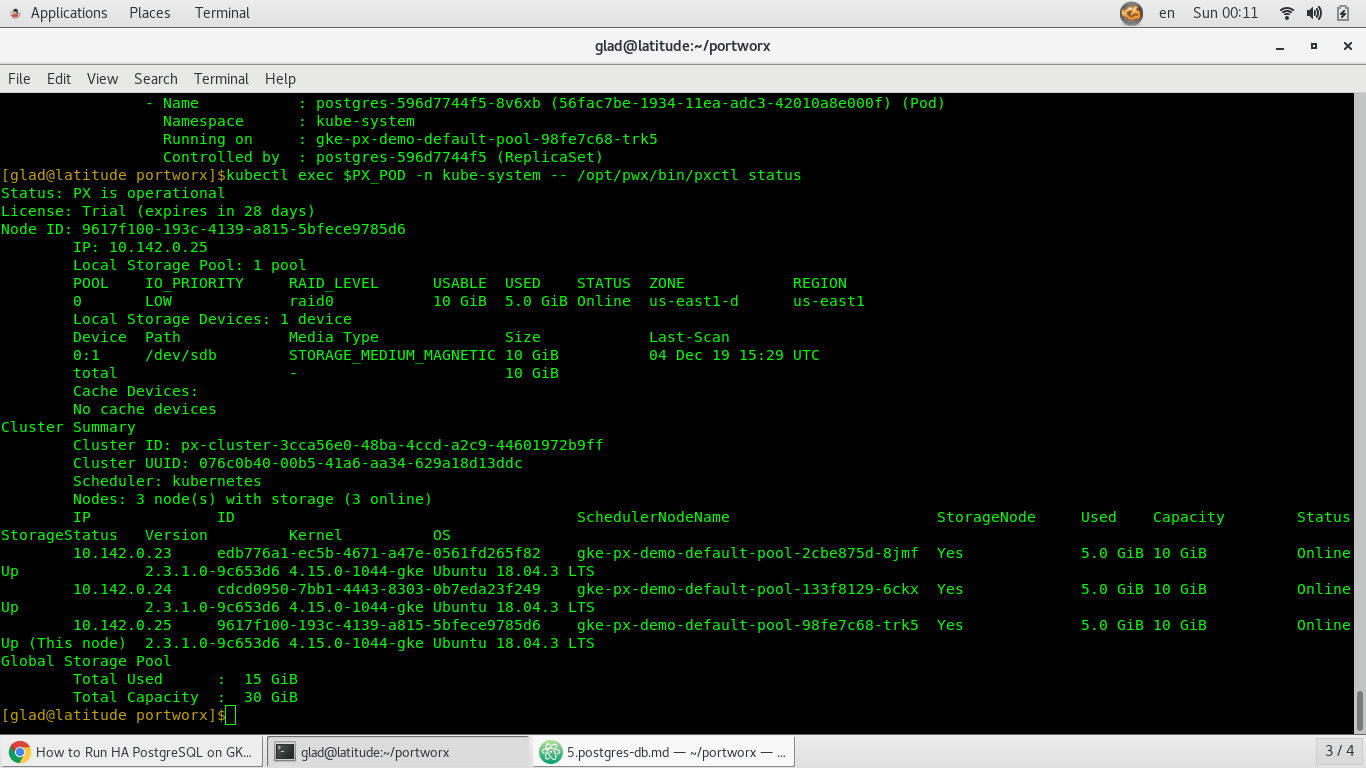 Applications Places Terminal en Sun 00:11
glad@latitude:~/portworx
File Edit View Search Terminal Help
- Name : postgres-596d7744f5-8v6xb (56fac7be-1934-11ea-adc3-42010a8e000f) (Pod)
Namespace : kube-system
Running on : gke-px-demo-default-pool-98fe7c68-trk5
Controlled by : postgres-596d7744f5 (ReplicaSet)
[glad@latitude portworx]$kubectl exec $PX_POD -n kube-system -- /opt/pwx/bin/pxctl status
Status: PX is operational
License: Trial (expires in 28 days)
Node ID: 9617f100-193c-4139-a815-5bfece9785d6
IP: 10.142.0.25
Local Storage Pool: 1 pool
POOL IO_PRIORITY RAID_LEVEL USABLE USED STATUS ZONE REGION
0 LOW raid0 10 GiB 5.0 GiB Online us-east1-d us-east1
Local Storage Devices: 1 device
Device Path Media Type Size Last-Scan
0:1 /dev/sdb STORAGE_MEDIUM_MAGNETIC 10 GiB 04 Dec 19 15:29 UTC
total - 10 GiB
Cache Devices:
No cache devices
Cluster Summary
Cluster ID: px-cluster-3cca56e0-48ba-4ccd-a2c9-44601972b9ff
Cluster UUID: 076c0b40-00b5-41a6-aa34-629a18d13ddc
Scheduler: kubernetes
Nodes: 3 node(s) with storage (3 online)
IP ID SchedulerNodeName StorageNode Used Capacity Status
StorageStatus Version Kernel OS
10.142.0.23 edb776a1-ec5b-4671-a47e-0561fd265f82 gke-px-demo-default-pool-2cbe875d-8jmf Yes 5.0 GiB 10 GiB Online
Up 2.3.1.0-9c653d6 4.15.0-1044-gke Ubuntu 18.04.3 LTS
10.142.0.24 cdcd0950-7bb1-4443-8303-0b7eda23f249 gke-px-demo-default-pool-133f8129-6ckx Yes 5.0 GiB 10 GiB Online
Up 2.3.1.0-9c653d6 4.15.0-1044-gke Ubuntu 18.04.3 LTS
10.142.0.25 9617f100-193c-4139-a815-5bfece9785d6 gke-px-demo-default-pool-98fe7c68-trk5 Yes 5.0 GiB 10 GiB Online
Up (This node) 2.3.1.0-9c653d6 4.15.0-1044-gke Ubuntu 18.04.3 LTS
Global Storage Pool
Total Used : 15 GiB
Total Capacity : 30 GiB
[glad@latitude portworx]$
How to Run HA PostgreSQL on GK... glad@latitude:~/portworx 5.postgres-db.md — ~/portworx — ... 3 / 4